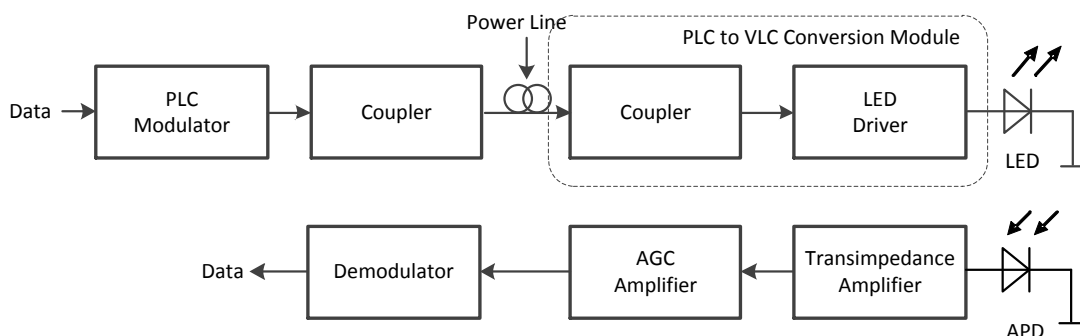 Power Line
PLC to VLC Conversion Module
Data
PLC
Modulator
Coupler
Coupler
LED
Driver
LED
Data
Demodulator
AGC
Amplifier
Transimpedance
Amplifier
APD